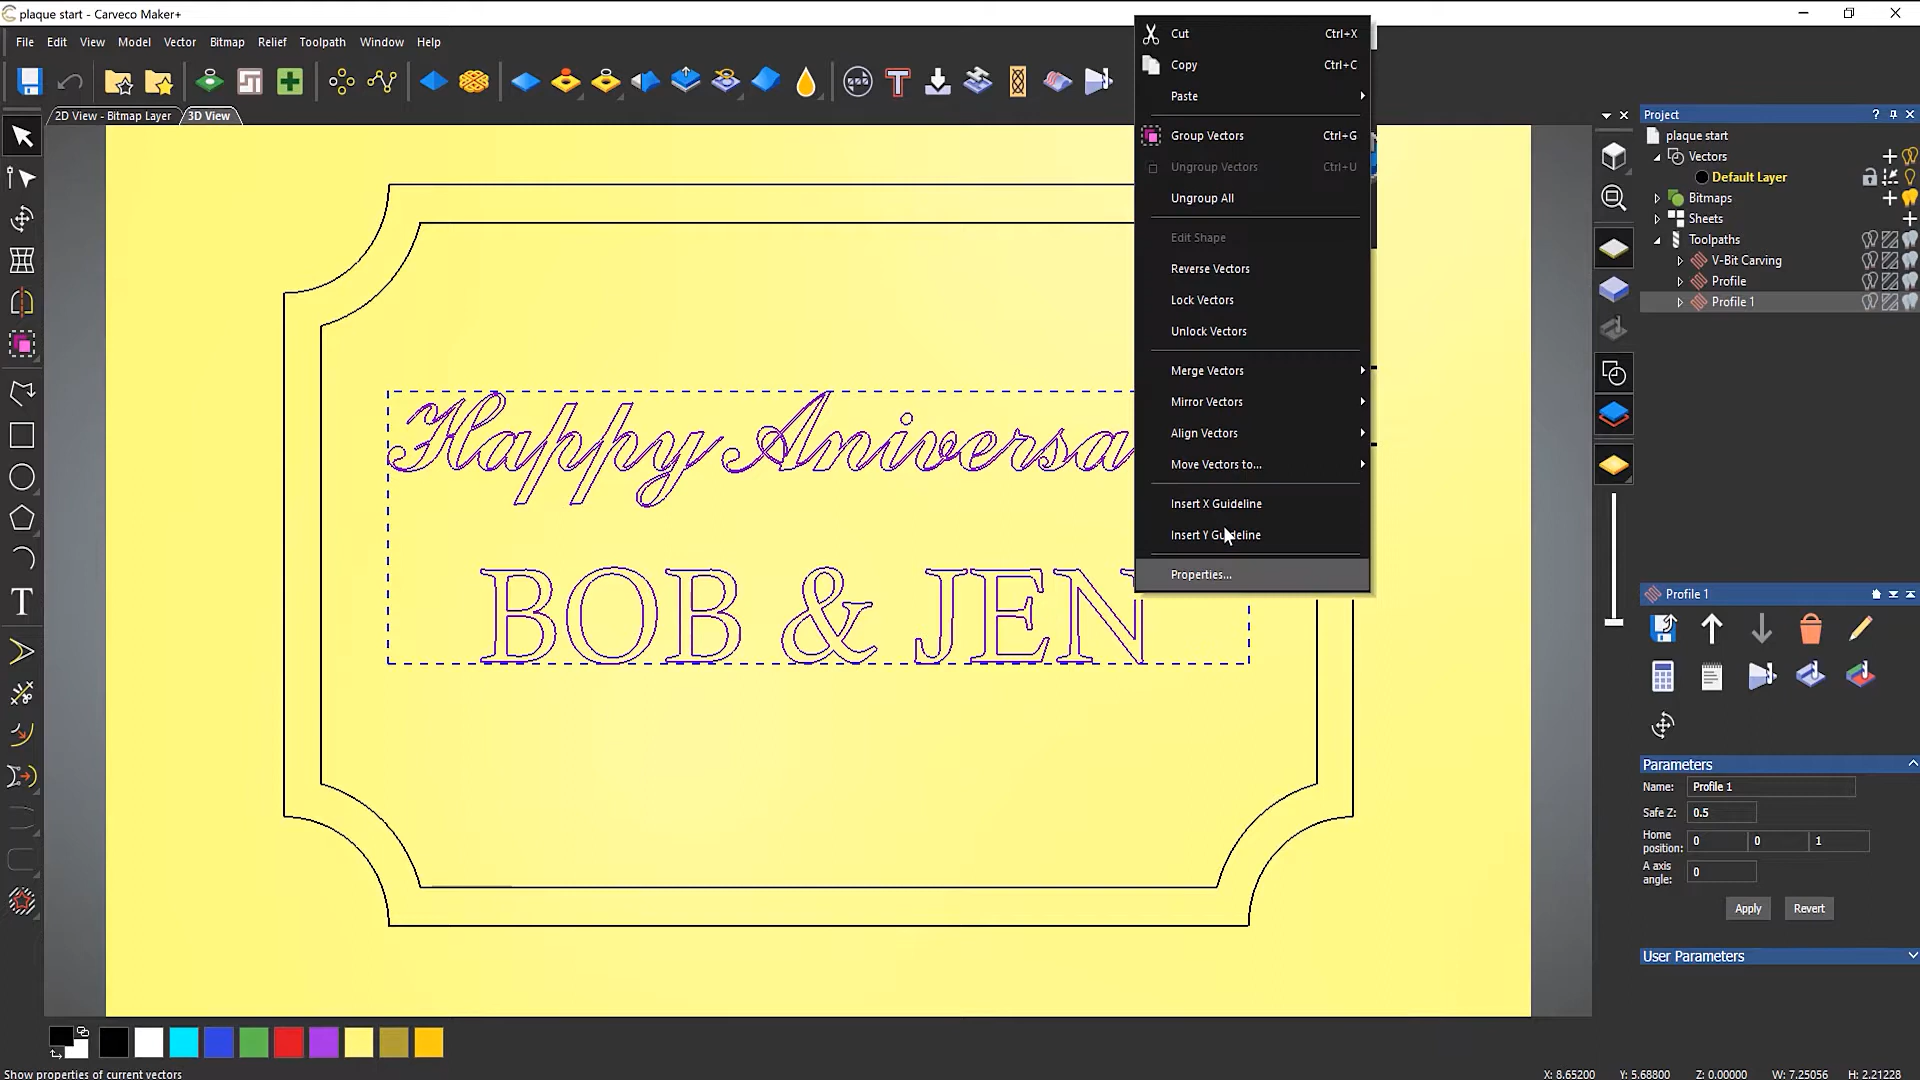 plaque start - Carveco Maker+
File Edit View Model Vector Bitmap Relief Toolpath Window Help
2D View - Bitmap Layer 3D View
Cut Ctrl+X
Copy Ctrl+C
Paste
Group Vectors Ctrl+G
Ungroup Vectors Ctrl+U
Ungroup All
Edit Shape
Reverse Vectors
Lock Vectors
Unlock Vectors
Merge Vectors
Mirror Vectors
Align Vectors
Move Vectors to...
Insert X Guideline
Insert Y Guideline
Properties...
Happy Aniversa
BOB & JEN
Project
plaque start
Vectors
Default Layer
Bitmaps
Sheets
Toolpaths
V-Bit Carving
Profile
Profile 1
Profile 1
Parameters
Name: Profile 1
Safe Z: 0.5
Home position: 0 0 1
A axis angle: 0
Apply Revert
User Parameters
Show properties of current vectors
X: 8.65200 Y: 5.68800 Z: 0.00000 W: 7.25056 H: 2.21228